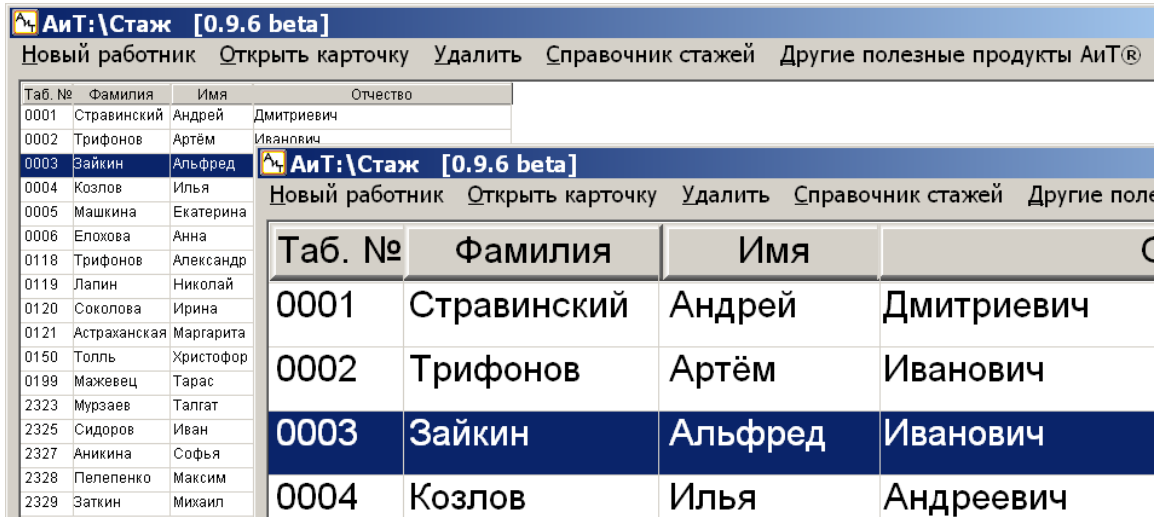 АиТ:\Стаж [0.9.6 beta]
Новый работник Открыть карточку Удалить Справочник стажей Другие полезные продукты АиТ®
Таб. № Фамилия Имя Отчество
0001 Стравинский Андрей Дмитриевич
0002 Трифонов Артём Иванович
0003 Зайкин Альфред
0004 Козлов Илья
0005 Машкина Екатерина
0006 Елохова Анна
0118 Трифонов Александр
0119 Лапин Николай
0120 Соколова Ирина
0121 Астраханская Маргарита
0150 Толль Христофор
0199 Мажевец Тарас
2323 Мурзаев Талгат
2325 Сидоров Иван
2327 Аникина Софья
2328 Пелепенко Максим
2329 Заткин Михаил
АиТ:\Стаж [0.9.6 beta]
Новый работник Открыть карточку Удалить Справочник стажей Другие
Таб. № Фамилия Имя
0001 Стравинский Андрей Дмитриевич
0002 Трифонов Артём Иванович
0003 Зайкин Альфред Иванович
0004 Козлов Илья Андреевич